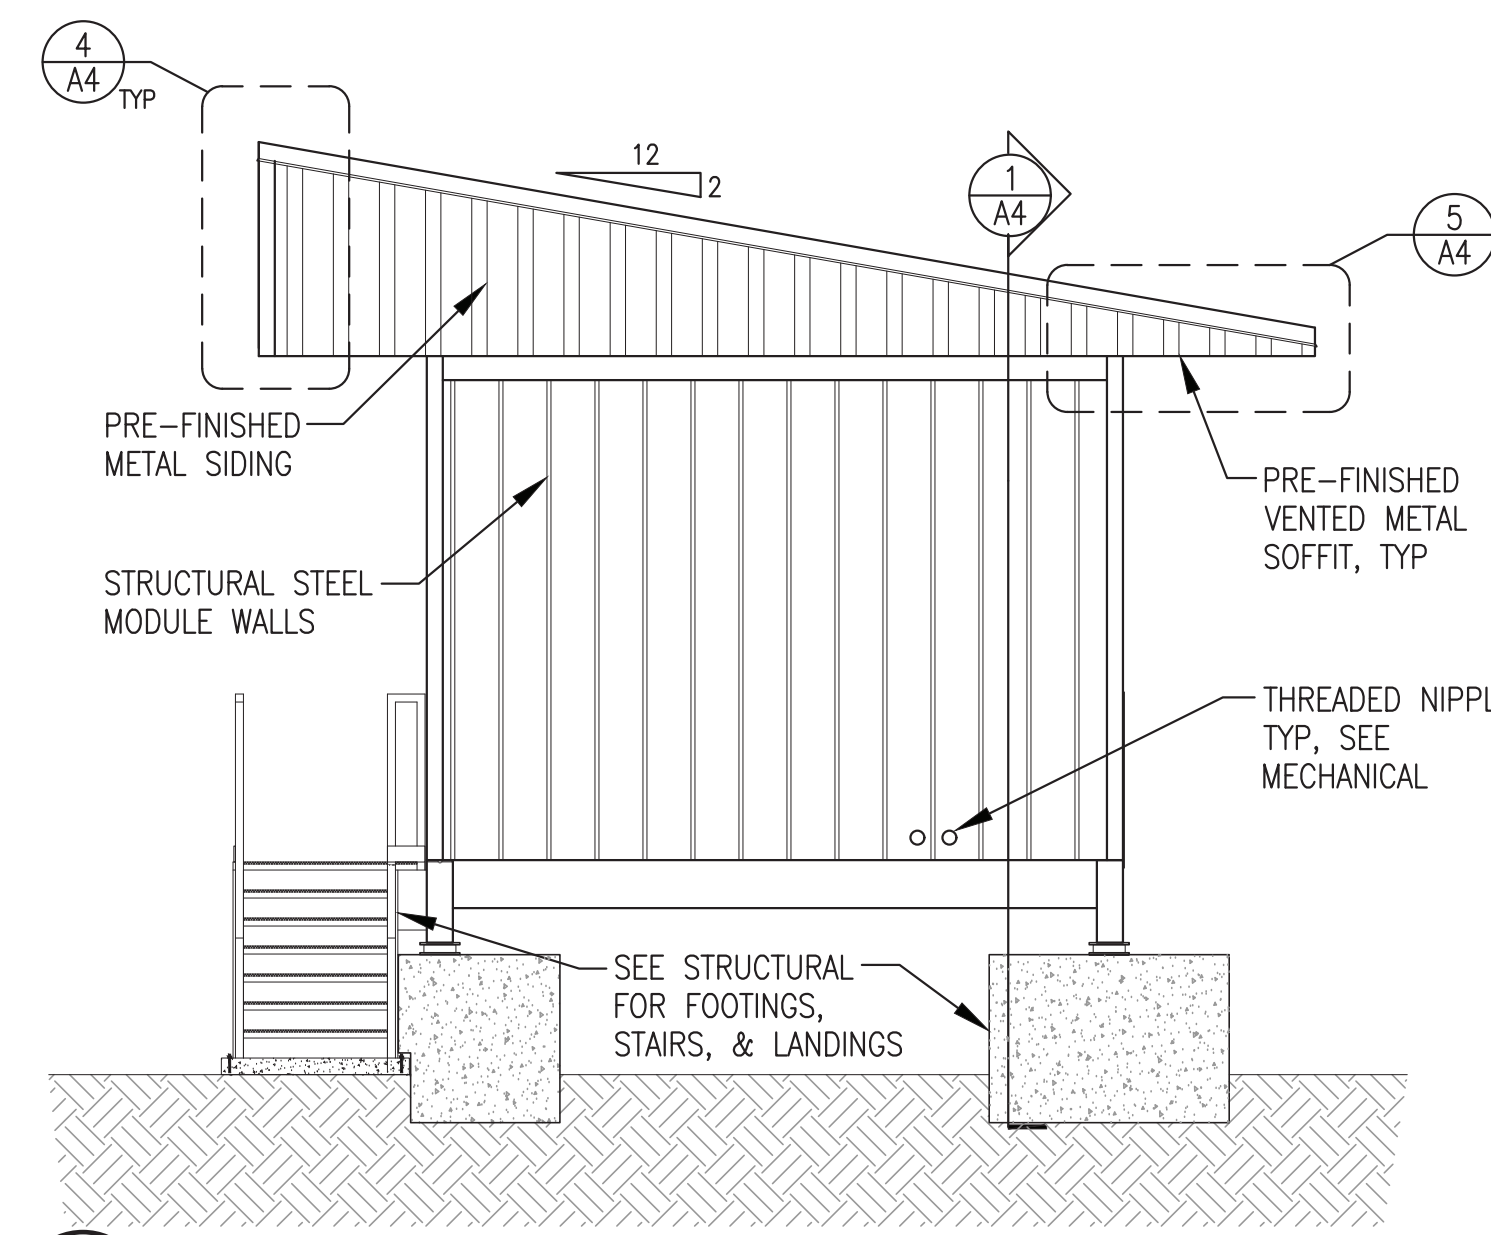 4
A4
TYP
12
2
1
A4
5
A4
PRE-FINISHED
METAL SIDING
PRE-FINISHED
VENTED METAL
SOFFIT, TYP
STRUCTURAL STEEL
MODULE WALLS
THREADED
TYP, SEE
MECHANICAL
SEE STRUCTURAL
FOR FOOTINGS,
STAIRS, & LANDINGS